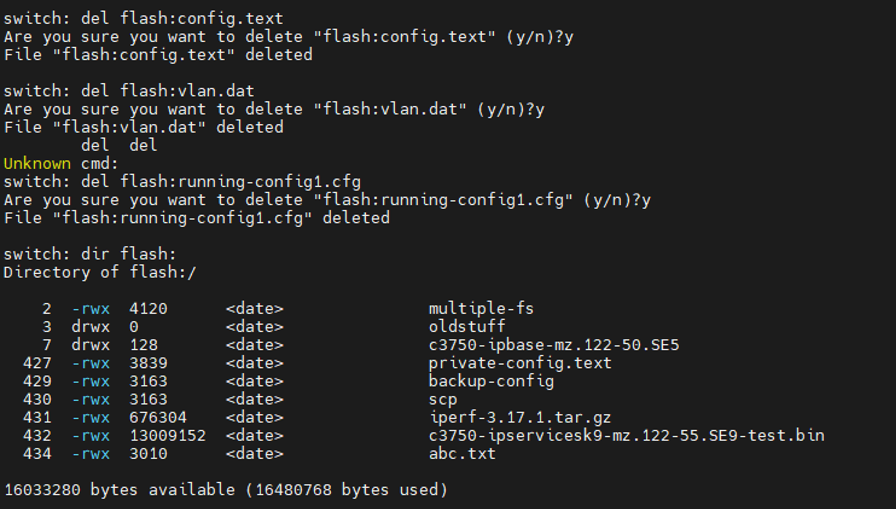 switch: del flash:config.text
Are you sure you want to delete "flash:config.text" (y/n)?y
File "flash:config.text" deleted
switch: del flash:vlan.dat
Are you sure you want to delete "flash:vlan.dat" (y/n)?y
File "flash:vlan.dat" deleted
del  del
Unknown cmd:
switch: del flash:running-config1.cfg
Are you sure you want to delete "flash:running-config1.cfg" (y/n)?y
File "flash:running-config1.cfg" deleted
switch: dir flash:
Directory of flash:/
2  -rwx  4120      <date>               multiple-fs
3  drwx  0         <date>               oldstuff
7  drwx  128       <date>               c3750-ipbase-mz.122-50.SE5
427  -rwx  3839      <date>               private-config.text
429  -rwx  3163      <date>               backup-config
430  -rwx  3163      <date>               scp
431  -rwx  676304    <date>               iperf-3.17.1.tar.gz
432  -rwx  13009152  <date>               c3750-ipservicesk9-mz.122-55.SE9-test.bin
434  -rwx  3010      <date>               abc.txt
16033280 bytes available (16480768 bytes used)